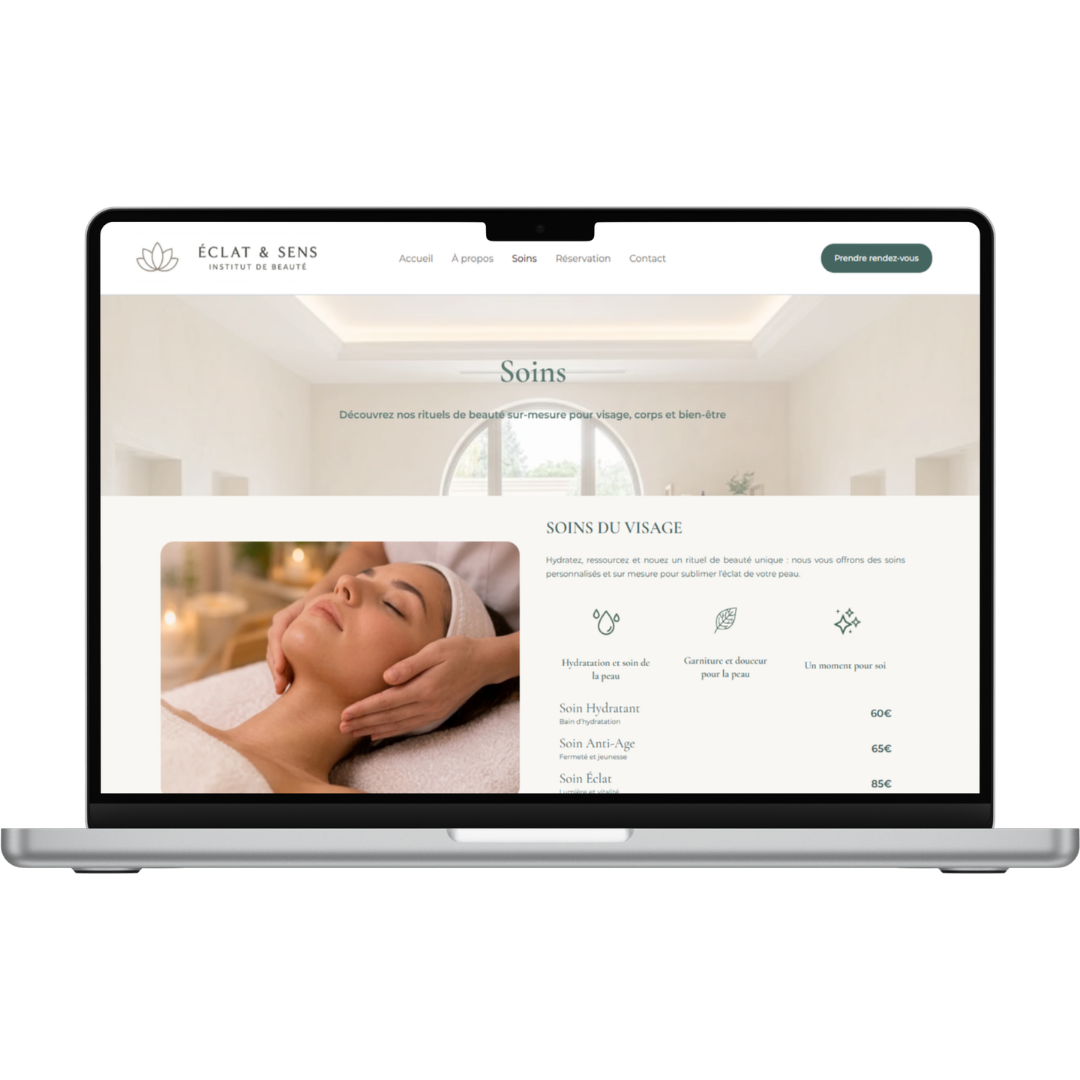 ÉCLAT & SENS
INSTITUT DE BEAUTÉ
Accueil À propos Soins Réservation Contact
Prendre rendez-vous
Soins
Découvrez nos rituels de beauté sur-mesure pour visage, corps et bien-être
SOINS DU VISAGE
Hydratez, ressourcez et nouez un rituel de beauté unique : nous vous offrons des soins
personnalisés et sur mesure pour sublimer l'éclat de votre peau.
Hydratation et soin de
la peau
Garniture et douceur
pour la peau
Un moment pour soi
Soin Hydratant 60€
Bain d'hydratation
Soin Anti-Age 65€
Fermeté et jeunesse
Soin Éclat 85€
Lumière et vitalité